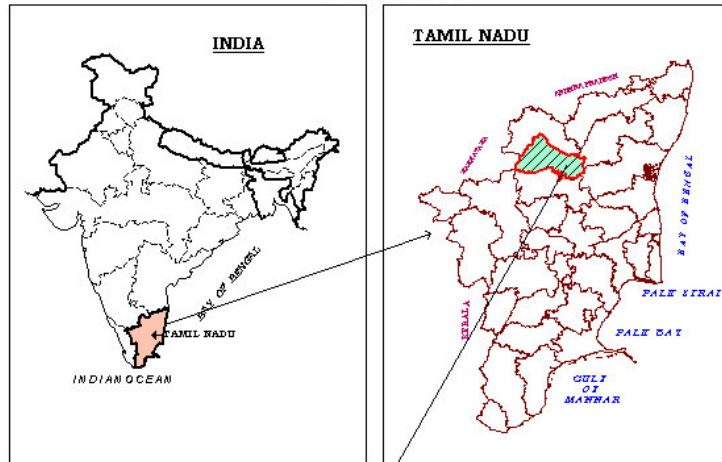 INDIA
BAY OF BENGAL
TAMIL NADU
INDIAN OCEAN
TAMIL NADU
ANDHRA PRADESH
BAY OF BENGAL
KERALA
PALK STRAI
PALK BAY
GULF
OF
MANNAR